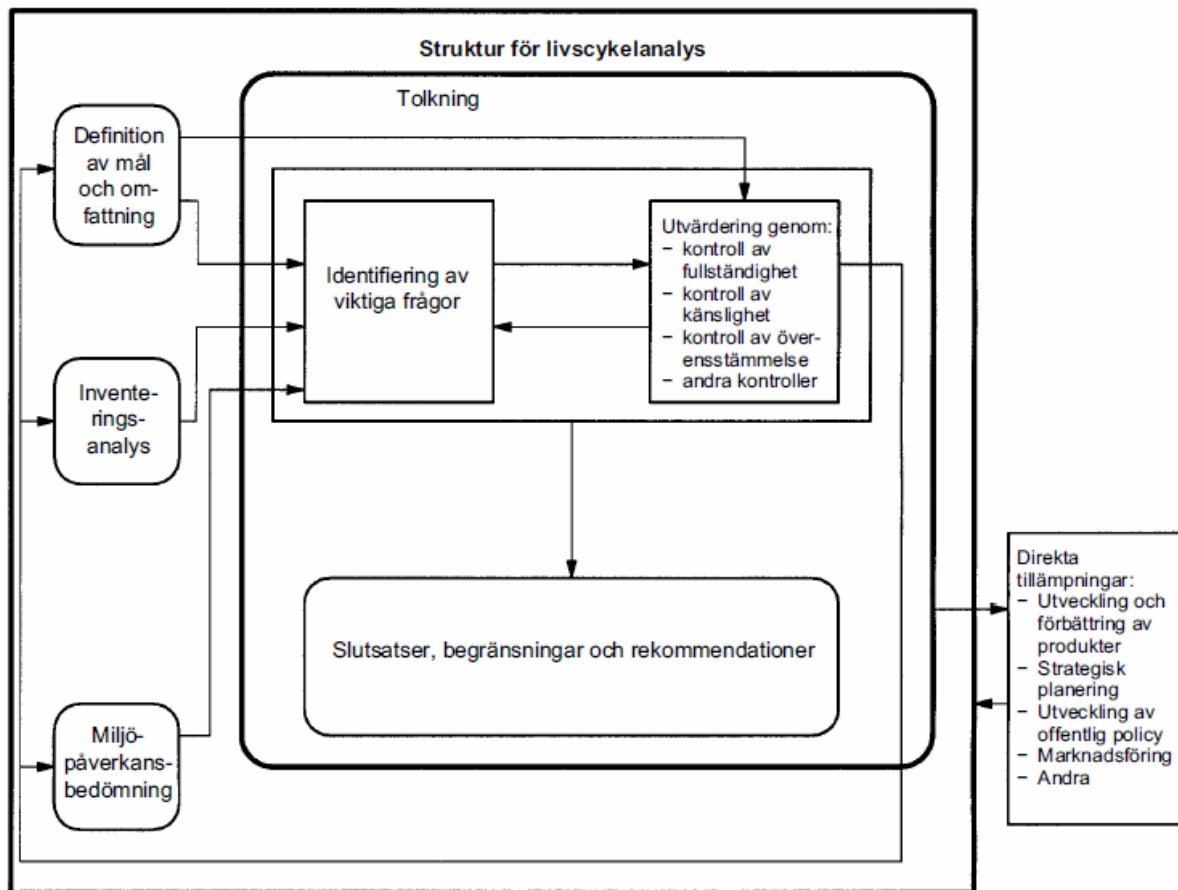 Struktur för livscykelanalys
Tolkning
Definition
av mål
och om-
fattning
Identifiering av
viktiga frågor
Utvärdering genom:
− kontroll av
fullständighet
− kontroll av
känslighet
− kontroll av över-
ensstämmelse
− andra kontroller
Invente-
rings-
analys
Slutsatser, begränsningar och rekommendationer
Miljö-
påverkans-
bedömning
Direkta
tillämpningar:
− Utveckling och
förbättring av
produkter
− Strategisk
planering
− Utveckling av
offentlig policy
− Marknadsföring
− Andra